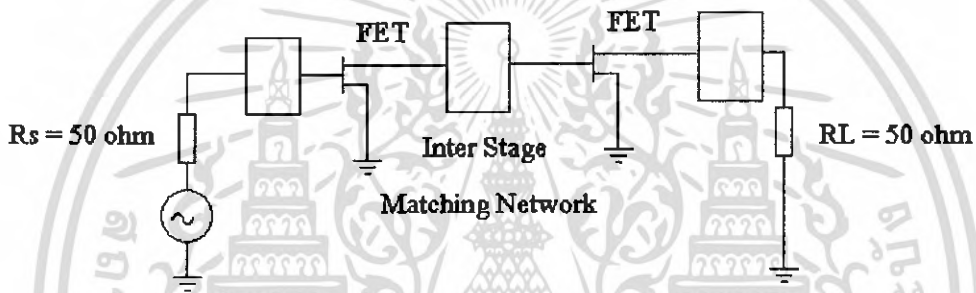 FET
FET
Rs = 50 ohm
RL = 50 ohm
Inter Stage
Matching Network